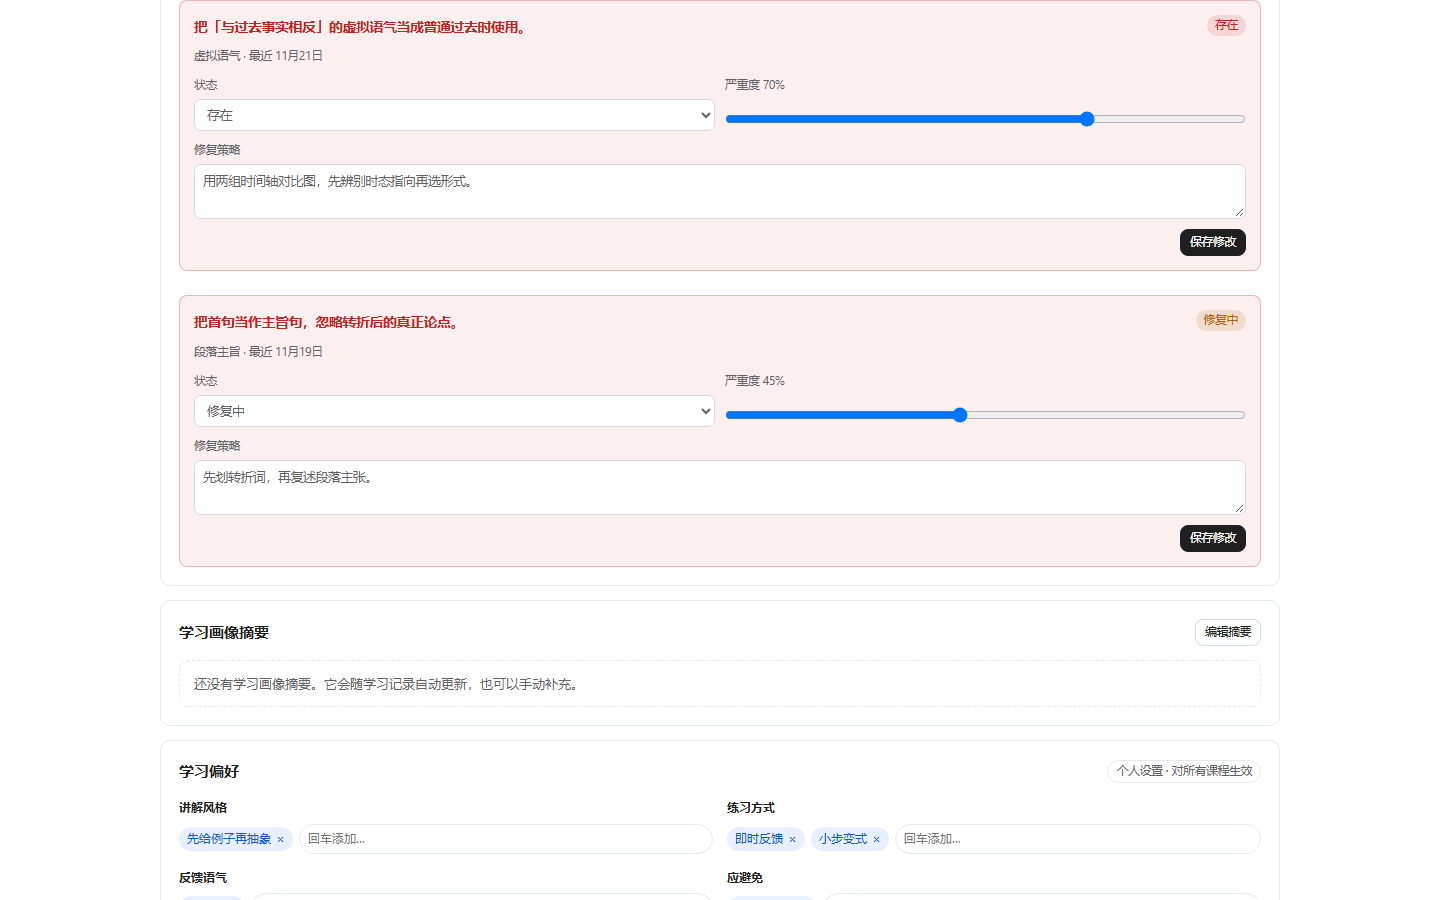 把「与过去事实相反」的虚拟语气当成普通过去时使用。
存在
虚拟语气 · 最近 11月21日
状态
严重度 70%
存在
修复策略
用两组时间轴对比图，先辨别时态指向再选形式。
保存修改
把首句当作主旨句，忽略转折后的真正论点。
修复中
段落主旨 · 最近 11月19日
状态
严重度 45%
修复中
修复策略
先划转折词，再复述段落主张。
保存修改
学习画像摘要
编辑摘要
还没有学习画像摘要。它会随学习记录自动更新，也可以手动补充。
学习偏好
个人设置 · 对所有课程生效
讲解风格
练习方式
先给例子再抽象 ×
回车添加...
即时反馈 ×
小步变式 ×
回车添加...
反馈语气
应避免